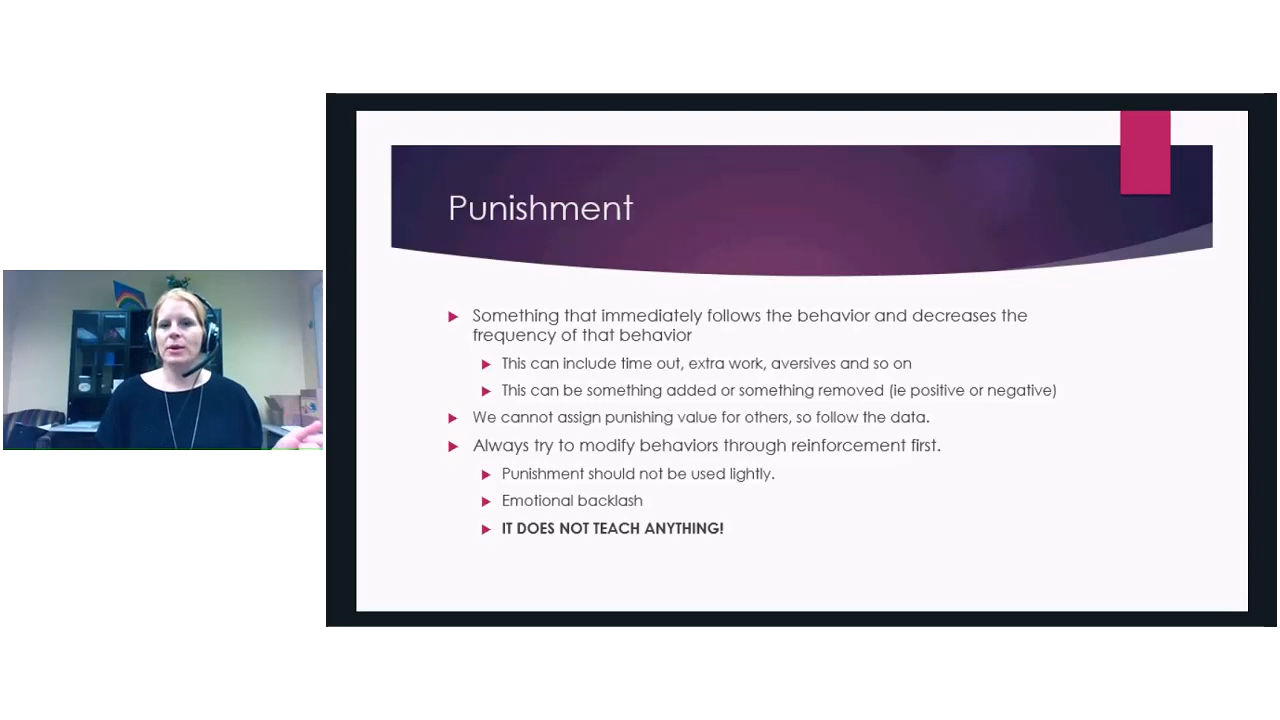 Punishment
Something that immediately follows the behavior and decreases the
frequency of that behavior
This can include time out, extra work, aversives and so on
This can be something added or something removed (ie positive or negative)
We cannot assign punishing value for others, so follow the data.
Always try to modify behaviors through reinforcement first.
Punishment should not be used lightly.
Emotional backlash
IT DOES NOT TEACH ANYTHING!